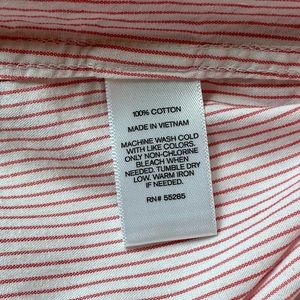 100% COTTON
MADE IN VIETNAM
MACHINE WASH COLD
WITH LIKE COLORS.
ONLY NON-CHLORINE
BLEACH WHEN
NEEDED. TUMBLE DRY
LOW. WARM IRON
IF NEEDED.
RN# 55285